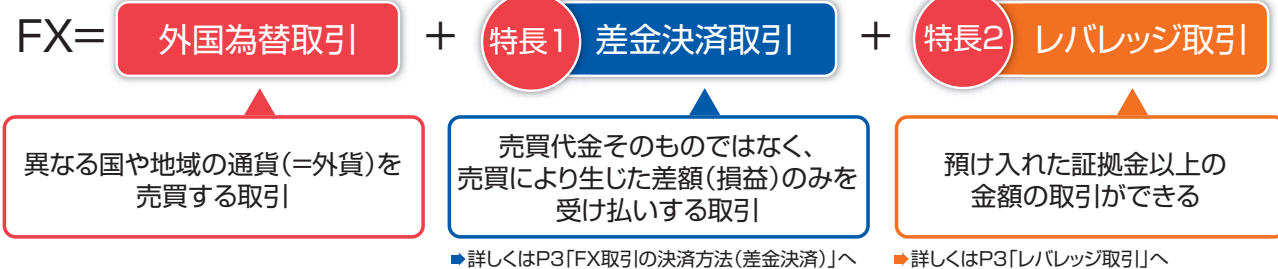 FX= 外国為替取引 + 特長1 差金決済取引 + 特長2 レバレッジ取引
異なる国や地域の通貨(=外貨)を
売買する取引
売買代金そのものではなく、
売買により生じた差額(損益)のみを
受け払いする取引
➡詳しくはP3「FX取引の決済方法(差金決済)」へ
預け入れた証拠金以上の
金額の取引ができる
➡詳しくはP3「レバレッジ取引」へ